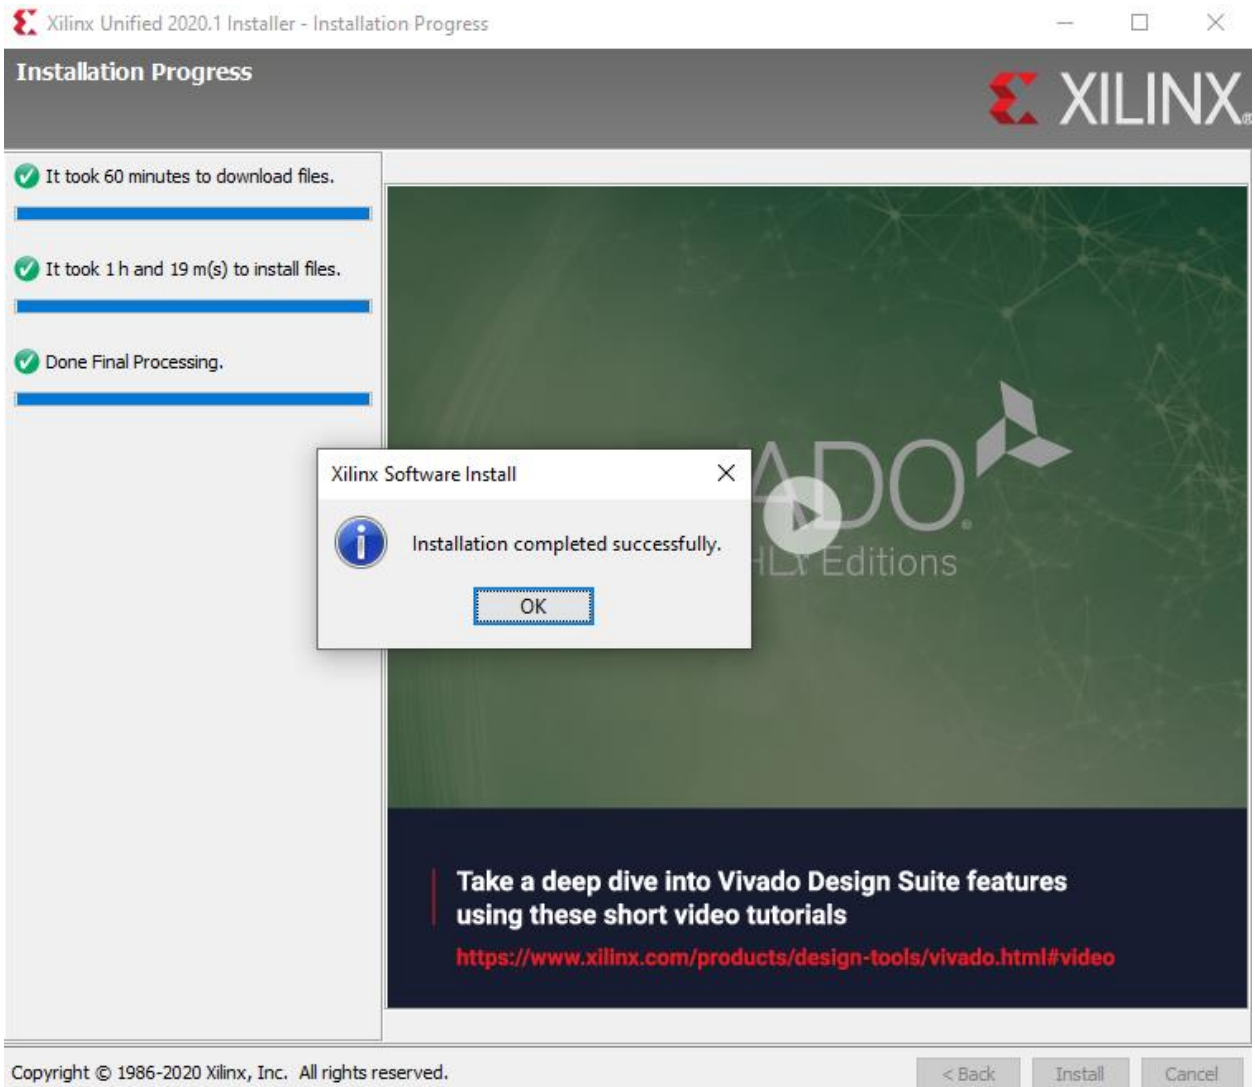 Xilinx Unified 2020.1 Installer - Installation Progress
Installation Progress
XILINX®
It took 60 minutes to download files.
It took 1 h and 19 m(s) to install files.
Done Final Processing.
Xilinx Software Install
Installation completed successfully.
OK
ADO®
HLx Editions
Take a deep dive into Vivado Design Suite features
using these short video tutorials
https://www.xilinx.com/products/design-tools/vivado.html#video
Copyright © 1986-2020 Xilinx, Inc.  All rights reserved.
< Back
Install
Cancel